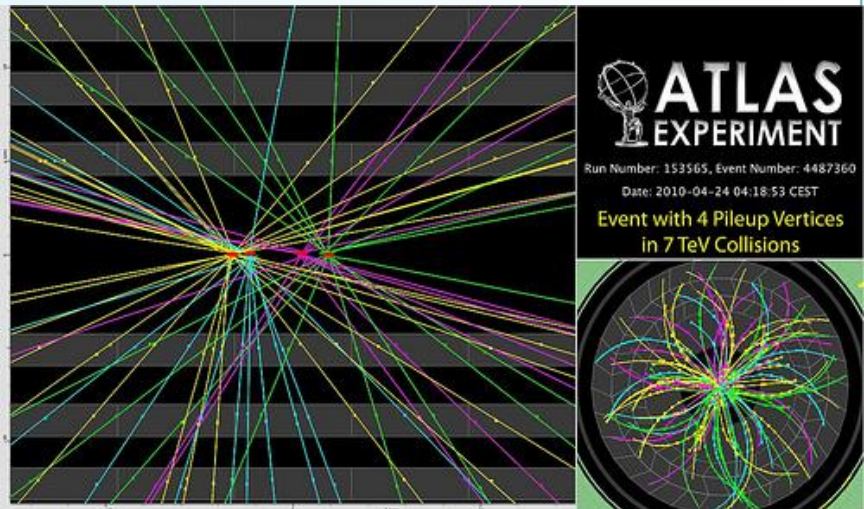 ATLAS
EXPERIMENT
Run Number: 153565, Event Number: 4487360
Date: 2010-04-24 04:18:53 CEST
Event with 4 Pileup Vertices
in 7 TeV Collisions